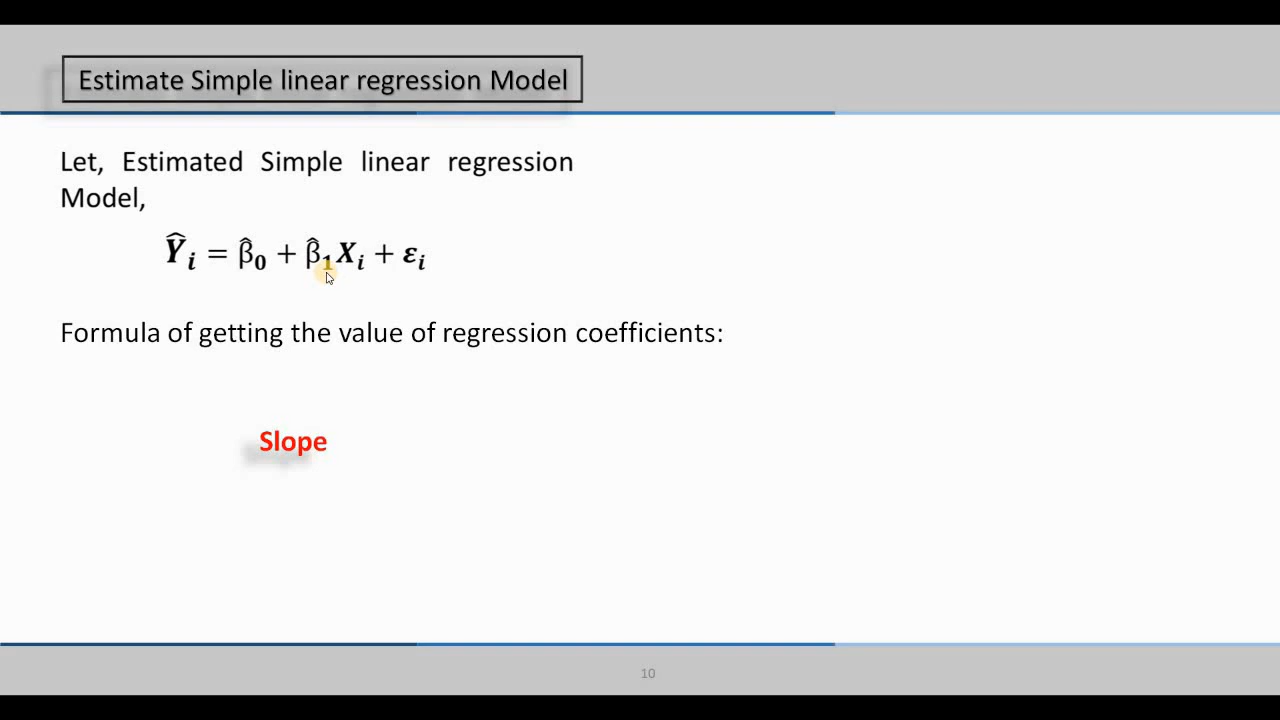 Estimate Simple linear regression Model
Let, Estimated Simple linear regression
Model,
Ŷᵢ = β̂₀ + β̂₁Xᵢ + εᵢ
Formula of getting the value of regression coefficients:
Slope
10